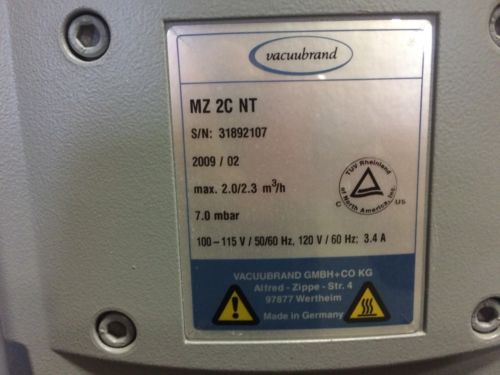 vacuubrand
MZ 2C NT
S/N: 31892107
2009 / 02
max. 2.0/2.3 m³/h
7.0 mbar
TÜV Rheinland
of North America, Inc.
C US
100 – 115 V / 50/60 Hz, 120 V / 60 Hz; 3.4 A
VACUUBRAND GMBH+CO KG
Alfred - Zippe - Str. 4
97877 Wertheim
Made in Germany